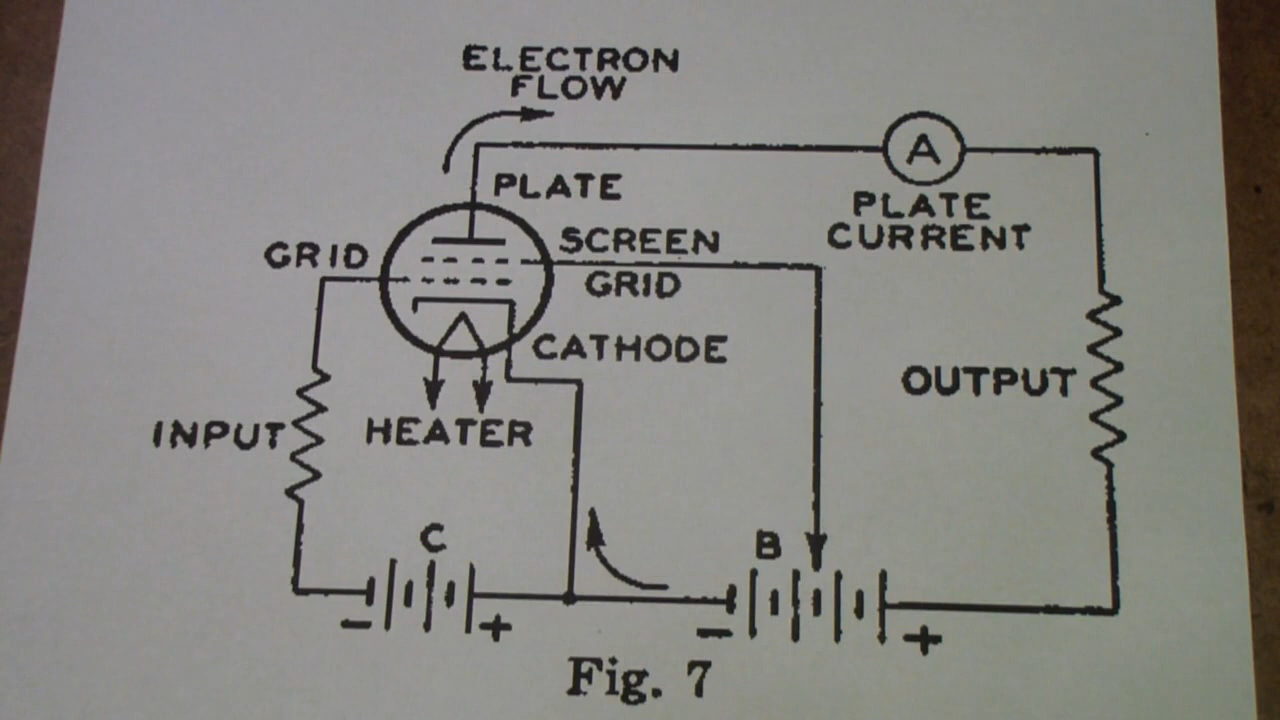 ELECTRON
FLOW
A
PLATE
PLATE
CURRENT
GRID
SCREEN
GRID
CATHODE
OUTPUT
INPUT
HEATER
C
B
- +
- +
Fig. 7